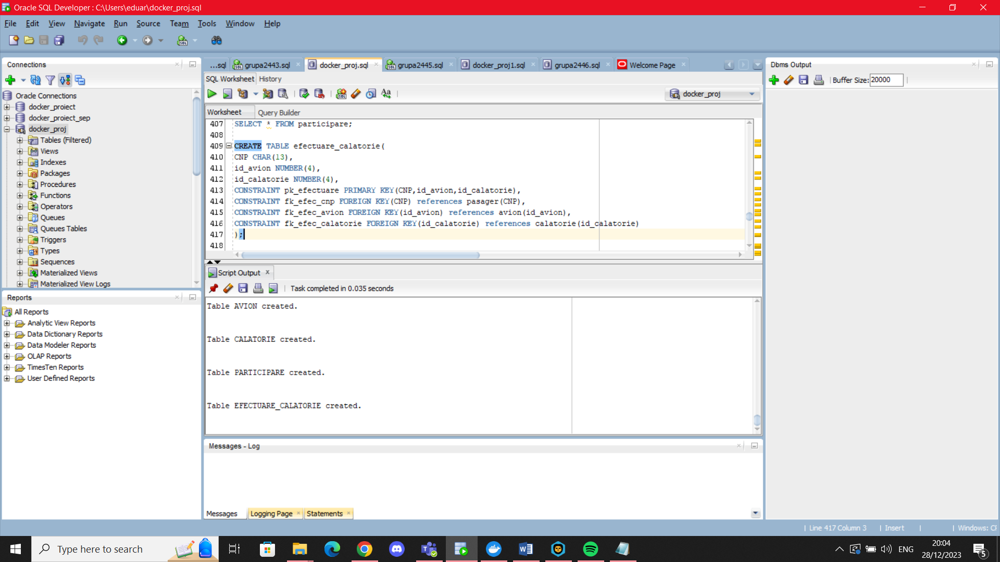 Oracle SQL Developer : C:\Users\eduar\docker_proj.sql
File Edit View Navigate Run Source Team Tools Window Help
Connections
Oracle Connections
docker_proiect
docker_proiect_sep
docker_proj
Tables (Filtered)
Views
Indexes
Packages
Procedures
Functions
Operators
Queues
Queues Tables
Triggers
Types
Sequences
Materialized Views
Materialized View Logs
Reports
All Reports
Analytic View Reports
Data Dictionary Reports
Data Modeler Reports
OLAP Reports
TimesTen Reports
User Defined Reports
...sql grupa2443.sql docker_proj.sql grupa2445.sql docker_proj1.sql grupa2446.sql Welcome Page
SQL Worksheet History
docker_proj
Worksheet Query Builder
407 SELECT * FROM participare;
408
409 CREATE TABLE efectuare_calatorie(
410 CNP CHAR(13),
411 id_avion NUMBER(4),
412 id_calatorie NUMBER(4),
413 CONSTRAINT pk_efectuare PRIMARY KEY(CNP,id_avion,id_calatorie),
414 CONSTRAINT fk_efec_cnp FOREIGN KEY(CNP) references pasager(CNP),
415 CONSTRAINT fk_efec_avion FOREIGN KEY(id_avion) references avion(id_avion),
416 CONSTRAINT fk_efec_calatorie FOREIGN KEY(id_calatorie) references calatorie(id_calatorie)
417 );
418
Script Output x
Task completed in 0.035 seconds
Table AVION created.
Table CALATORIE created.
Table PARTICIPARE created.
Table EFECTUARE_CALATORIE created.
Messages - Log
Messages Logging Page Statements
Dbms Output
Buffer Size: 20000
Line 417 Column 3 Insert Windows: CF
Type here to search
ENG
20:04
28/12/2023
5